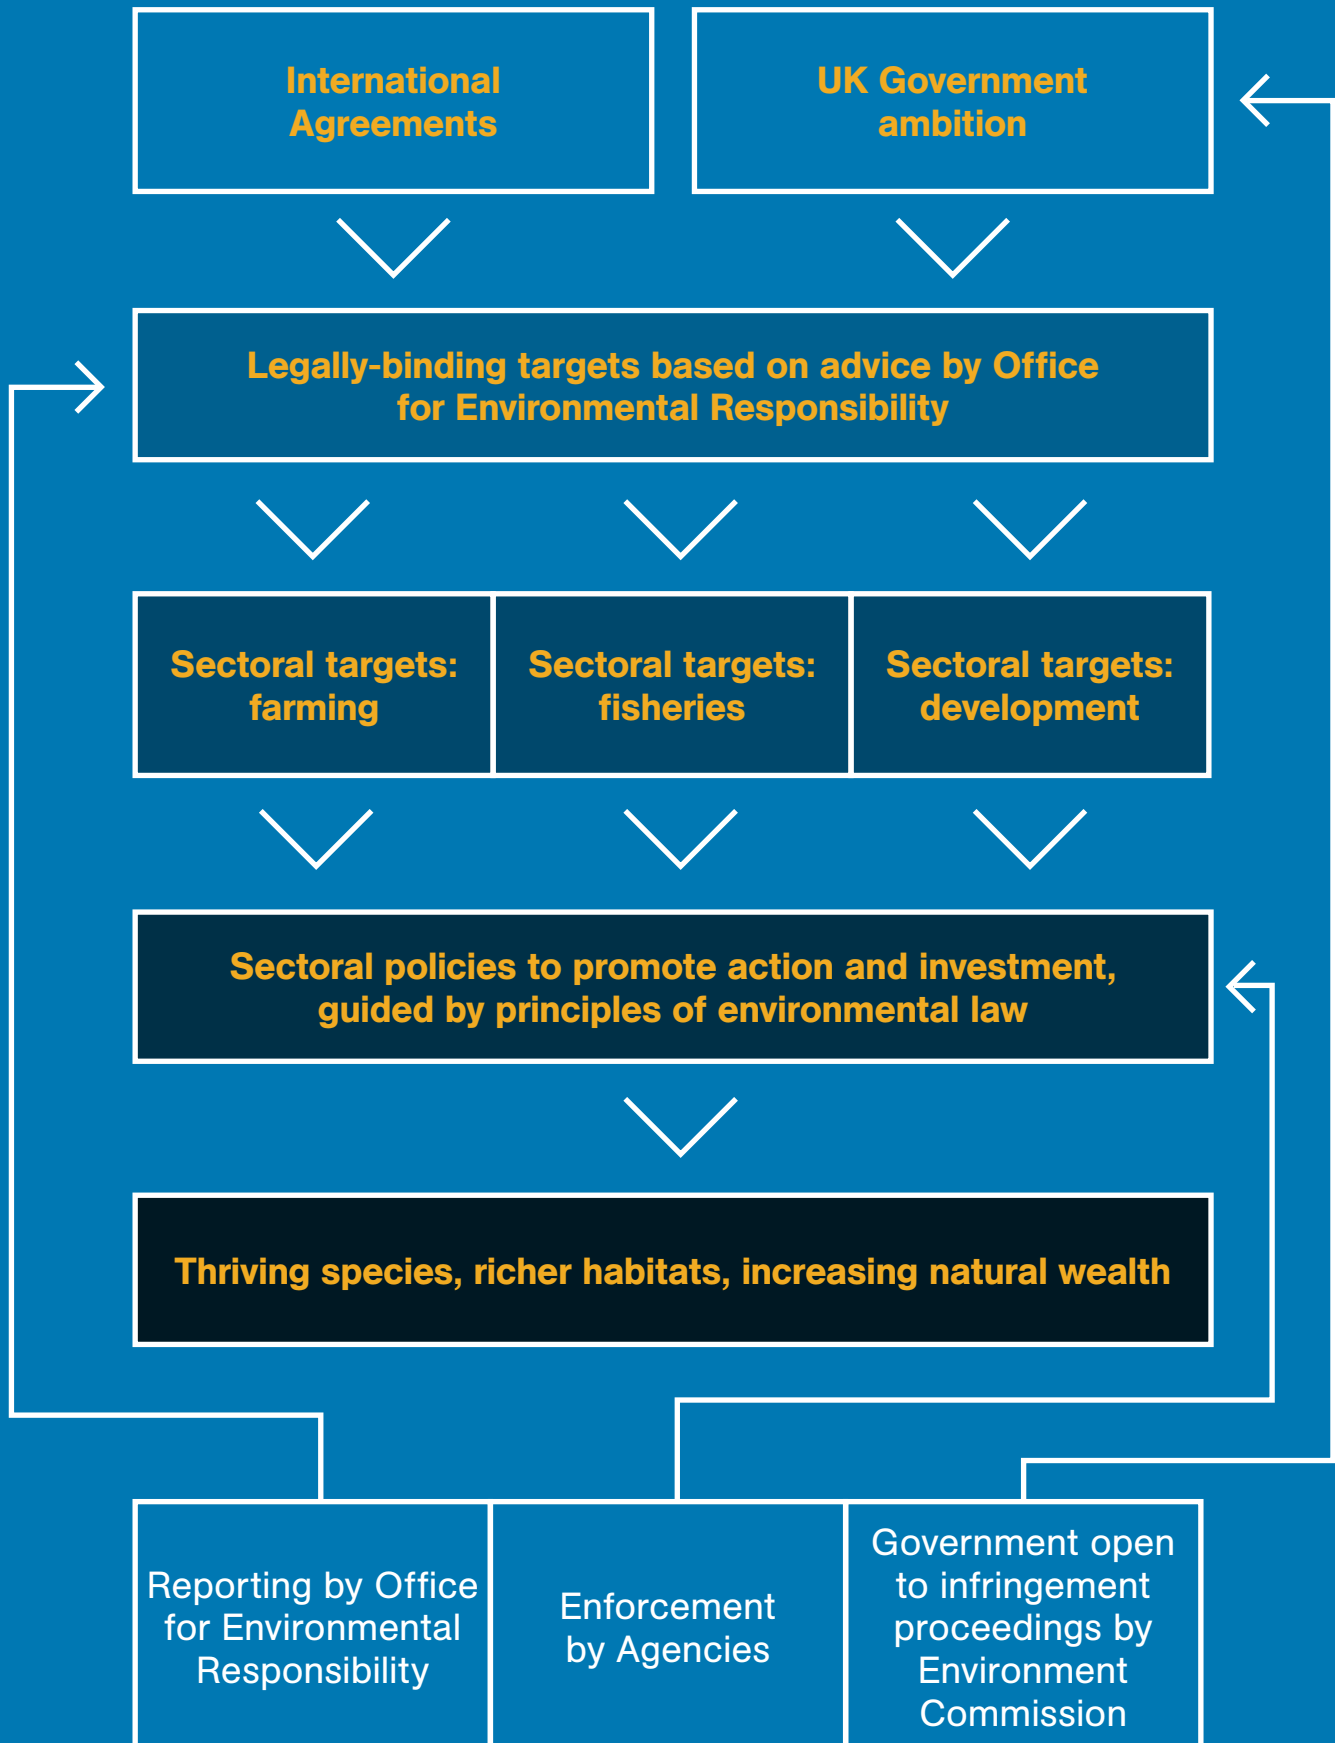 International
Agreements
UK Government
ambition
Legally-binding targets based on advice by Office
for Environmental Responsibility
Sectoral targets:
farming
Sectoral targets:
fisheries
Sectoral targets:
development
Sectoral policies to promote action and investment,
guided by principles of environmental law
Thriving species, richer habitats, increasing natural wealth
Reporting by Office
for Environmental
Responsibility
Enforcement
by Agencies
Government open
to infringement
proceedings by
Environment
Commission